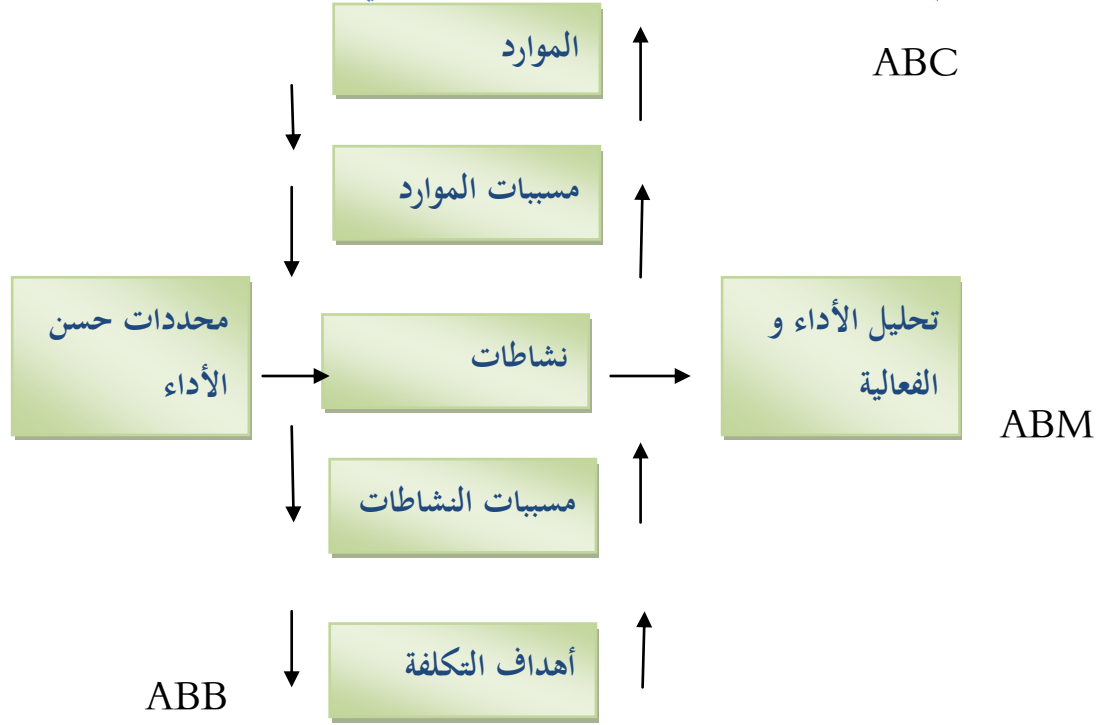 الموارد
ABC
مسببات الموارد
محددات حسن
الأداء
نشاطات
تحليل الأداء و
الفعالية
ABM
مسببات النشاطات
أهداف التكلفة
ABB